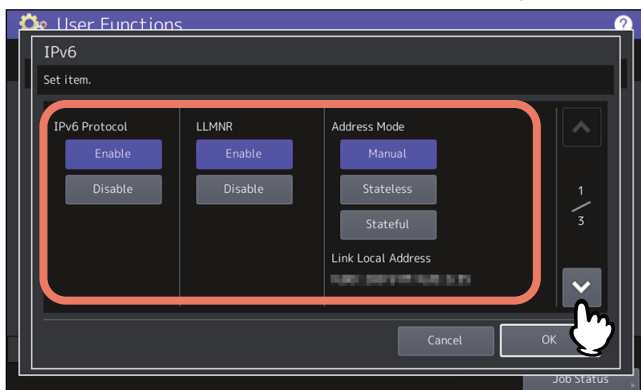 User Functions
?
IPv6
Set item.
IPv6 Protocol
Enable
Disable
LLMNR
Enable
Disable
Address Mode
Manual
Stateless
Stateful
Link Local Address
1
3
Cancel
OK
Job Status